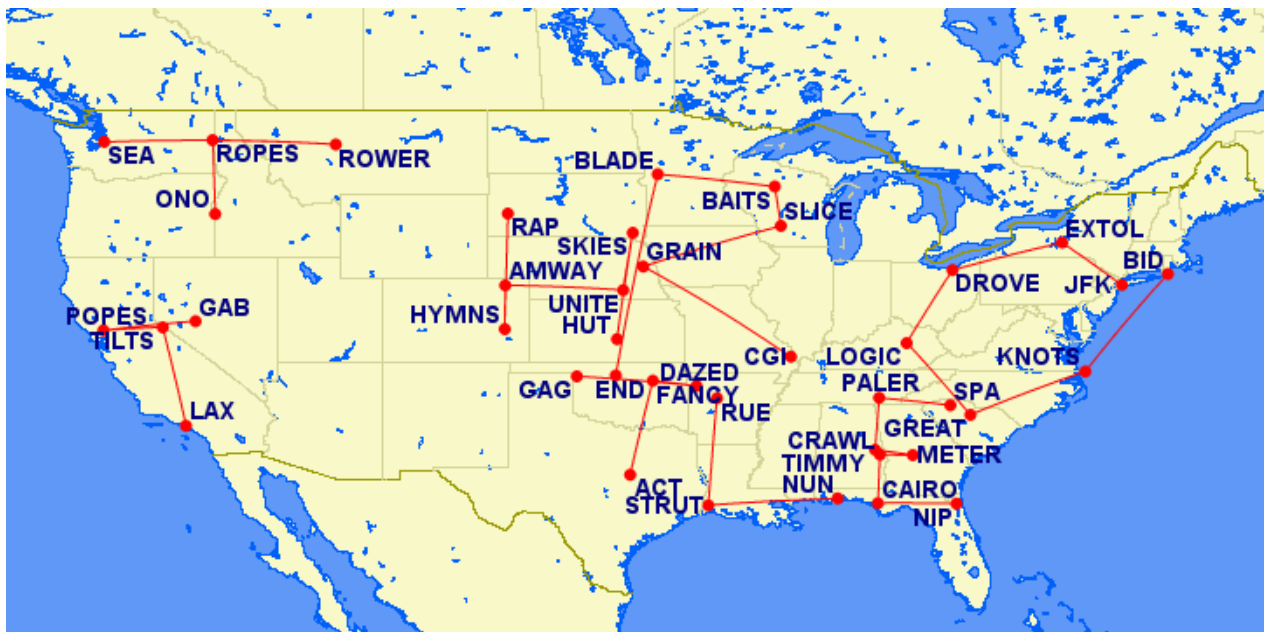 SEA
ROPES
ROWER
ONO
BLADE
BAITS
SLICE
RAP
SKIES
GRAIN
EXTOL
BID
DROVE
JFK
AMWAY
UNITE
HYMNS
HUT
POPES
GAB
TILTS
LAX
CGI
LOGIC
KNOTS
GAG
END
DAZED
FANCY
RUE
PALER
SPA
GREAT
CRAWL
METER
TIMMY
NUN
ACT
STRUT
CAIRO
NIP